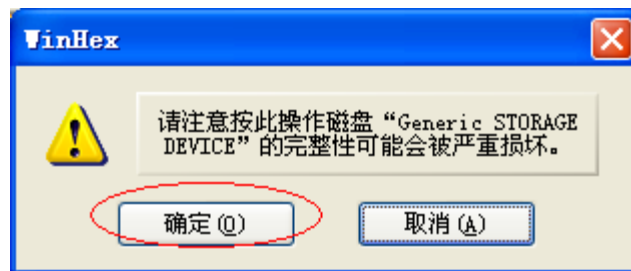 WinHex
请注意按此操作磁盘“Generic STORAGE
DEVICE”的完整性可能会被严重损坏。
确定(O)
取消(A)